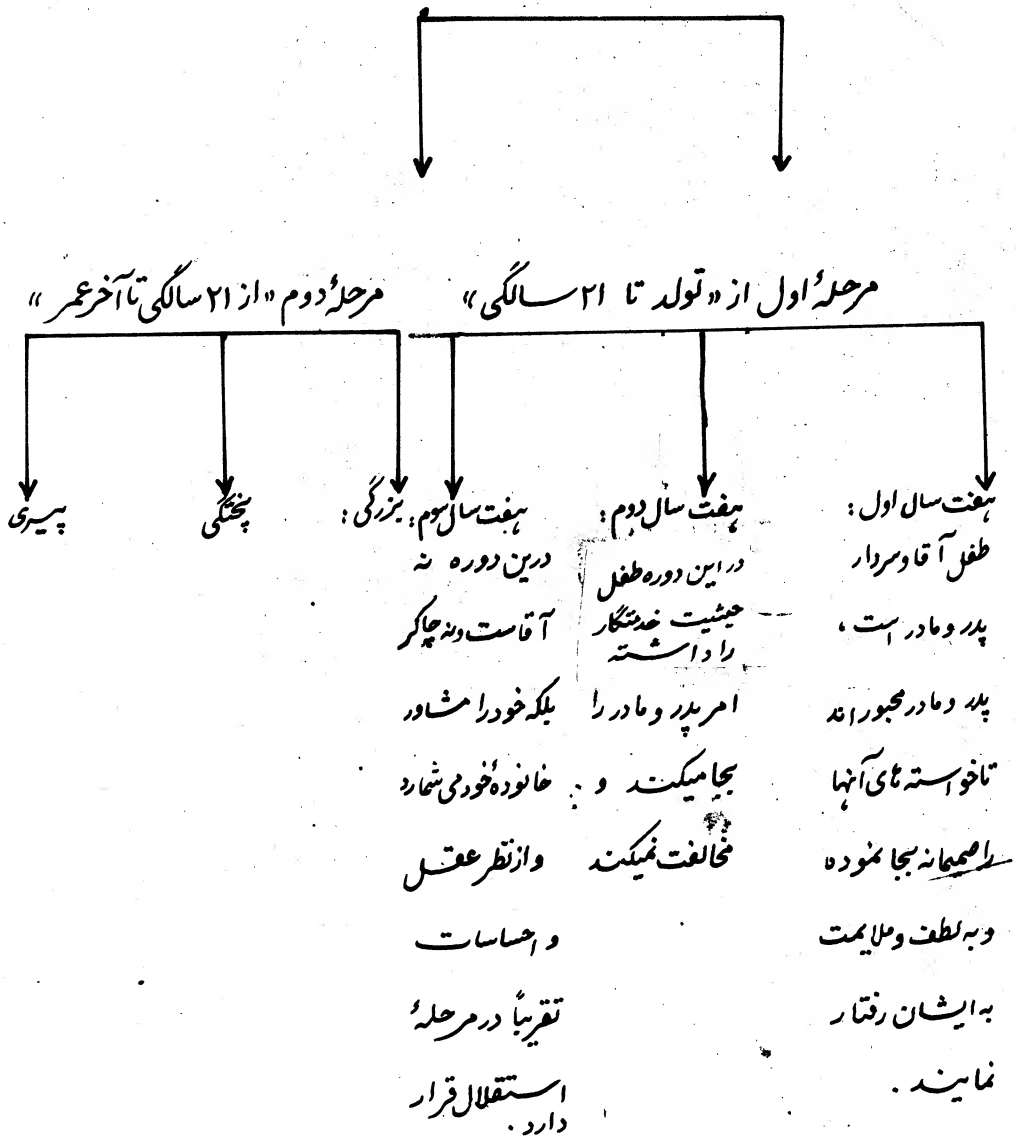 مرحلهٔ اول از «تولد تا ۲۱ سالگی»
مرحلهٔ دوم «از ۲۱ سالگی تا آخر عمر»
هفت سال اول:
طفل آقا و سردار
پدر و مادر است،
پدر و مادر مجبور اند
تا خواسته های آنها
را صمیمانه بجا نموده
و به لطف و ملایمت
به ایشان رفتار
نمایند.
هفت سال دوم:
در این دوره طفل
حیثیت خدمتگار
را داشته
امر پدر و مادر را
بجا میکند و
مخالفت نمیکند
هفت سال سوم:
درین دوره نه
آقاست و نه چاکر
بلکه خود را مشاور
خانودهٔ خود می شمارد
و از نظر عقل
و احساسات
تقریباً در مرحلهٔ
استقلال قرار
دارد.
بزرگی:
پختگی
پیری